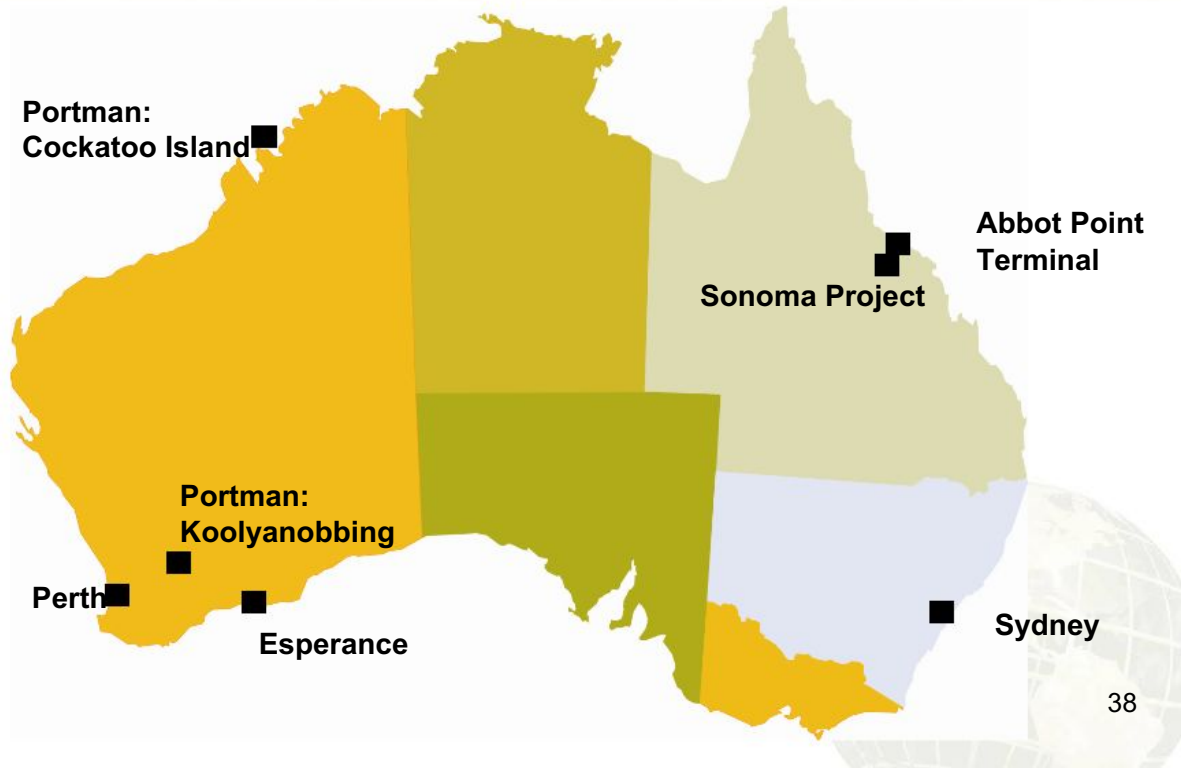 Portman:
Cockatoo Island
Abbot Point
Terminal
Sonoma Project
Portman:
Koolyanobbing
Perth
Esperance
Sydney
38